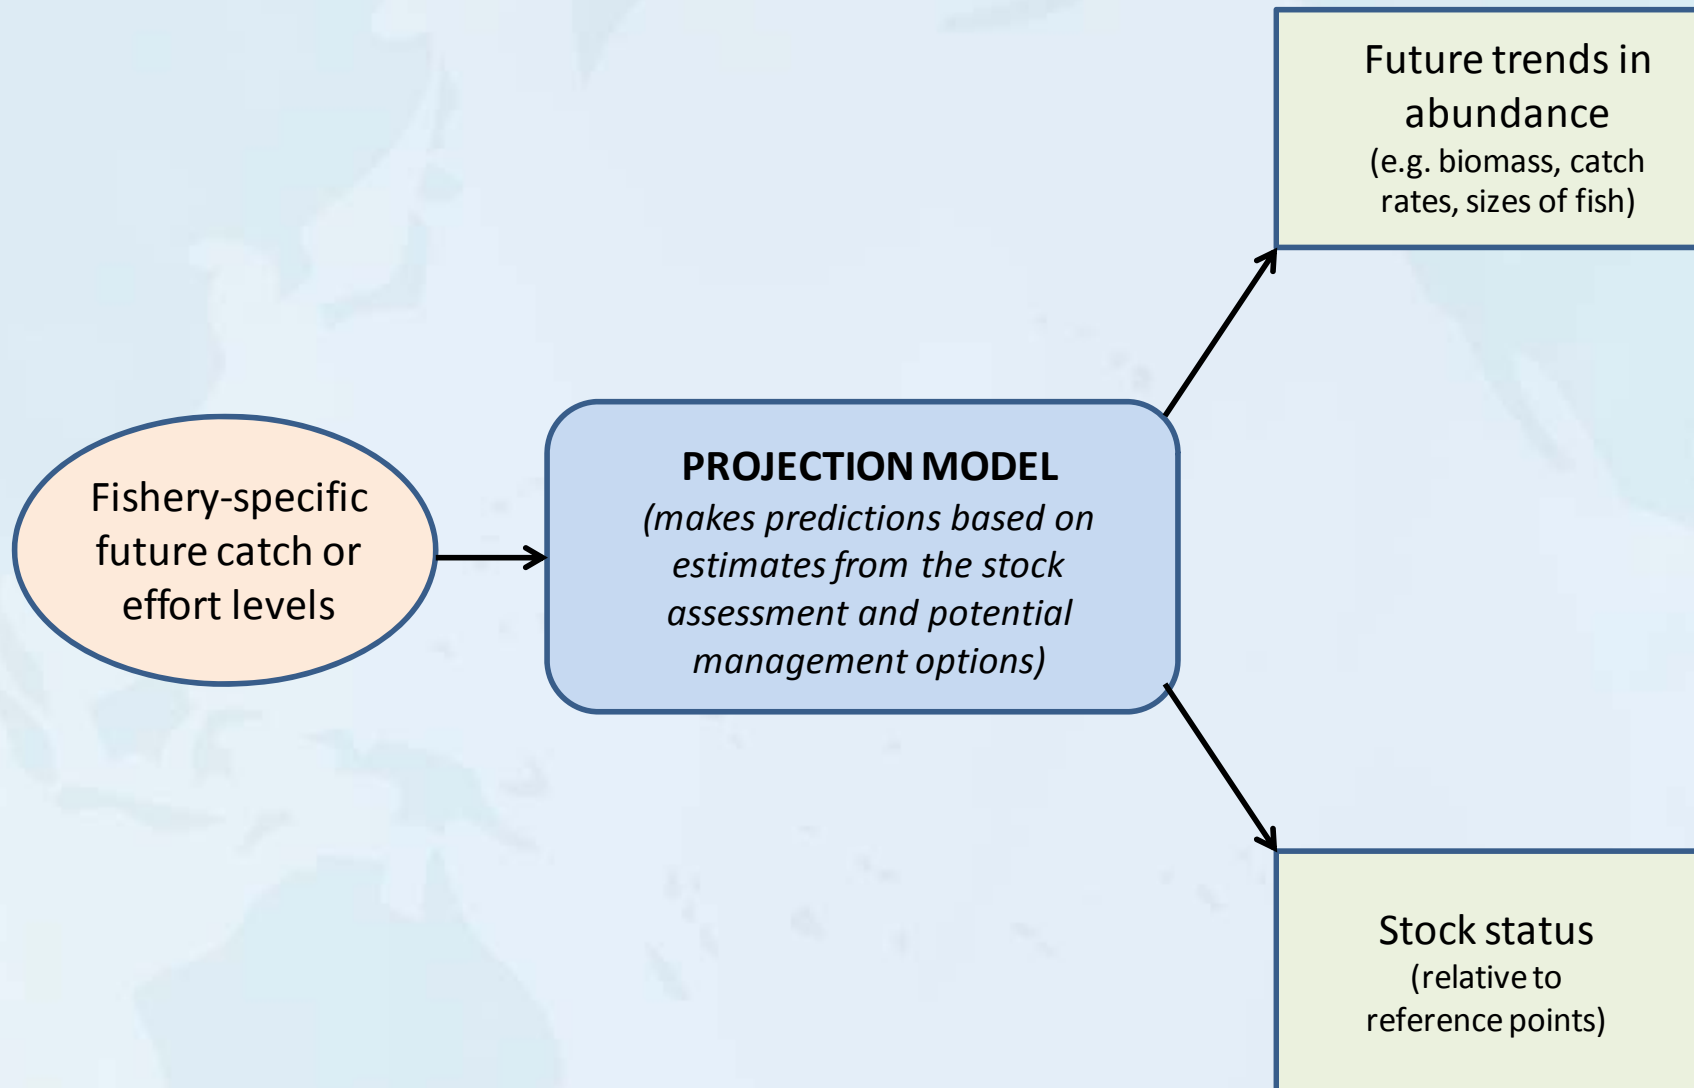 Future trends in
abundance
(e.g. biomass, catch
rates, sizes of fish)
Fishery-specific
future catch or
effort levels
PROJECTION MODEL
(makes predictions based on
estimates from the stock
assessment and potential
management options)
Stock status
(relative to
reference points)